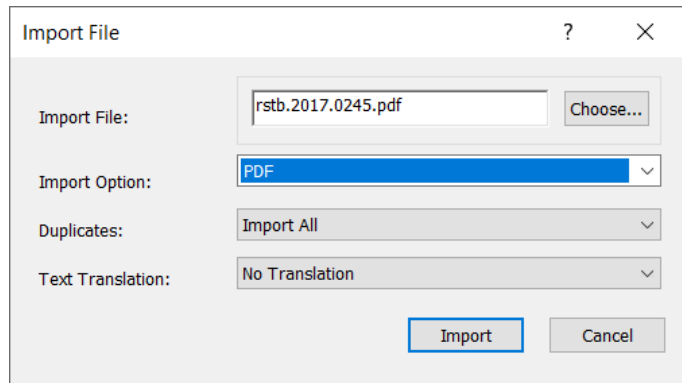 Import File ?
Import File: rstb.2017.0245.pdf Choose...
Import Option: PDF
Duplicates: Import All
Text Translation: No Translation
Import Cancel